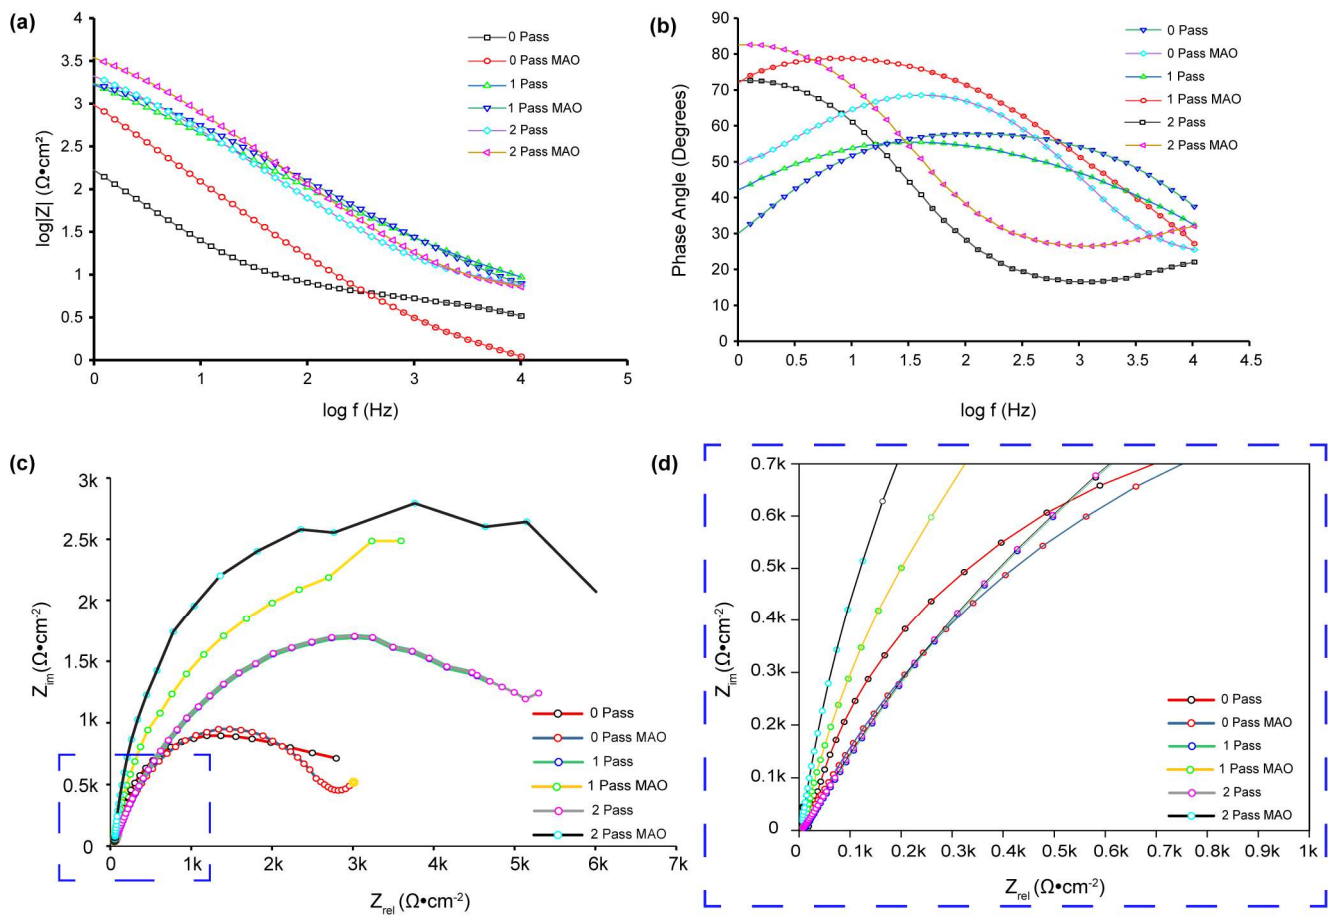 (a)
4
3.5
3
2.5
2
1.5
1
0.5
0
log|Z| (Ω•cm²)
0 1 2 3 4 5
log f (Hz)
0 Pass
0 Pass MAO
1 Pass
1 Pass MAO
2 Pass
2 Pass MAO
(b)
90
80
70
60
50
40
30
20
10
0
Phase Angle (Degrees)
0 0.5 1 1.5 2 2.5 3 3.5 4 4.5
log f (Hz)
0 Pass
0 Pass MAO
1 Pass
1 Pass MAO
2 Pass
2 Pass MAO
(c)
3k
2.5k
2k
1.5k
1k
0.5k
0
Zim(Ω•cm-2)
0 1k 2k 3k 4k 5k 6k 7k
Zrel (Ω•cm-2)
0 Pass
0 Pass MAO
1 Pass
1 Pass MAO
2 Pass
2 Pass MAO
(d)
0.7k
0.6k
0.5k
0.4k
0.3k
0.2k
0.1k
0
Zim(Ω•cm-2)
0 0.1k 0.2k 0.3k 0.4k 0.5k 0.6k 0.7k 0.8k 0.9k 1k
Zrel (Ω•cm-2)
0 Pass
0 Pass MAO
1 Pass
1 Pass MAO
2 Pass
2 Pass MAO